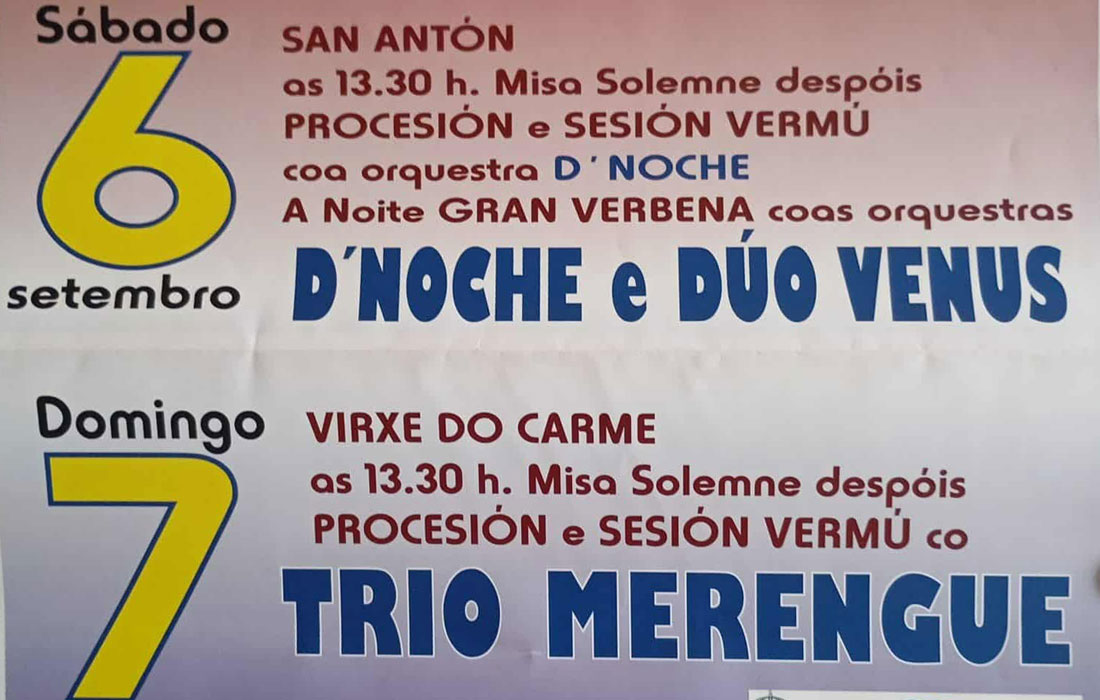 Sábado
6
setembro
SAN ANTÓN
as 13.30 h. Misa Solemne despóis
PROCESIÓN e SESIÓN VERMÚ
coa orquestra D´NOCHE
A Noite GRAN VERBENA coas orquestras
D´NOCHE e DÚO VENUS
Domingo
7
VIRXE DO CARME
as 13.30 h. Misa Solemne despóis
PROCESIÓN e SESIÓN VERMÚ co
TRIO MERENGUE